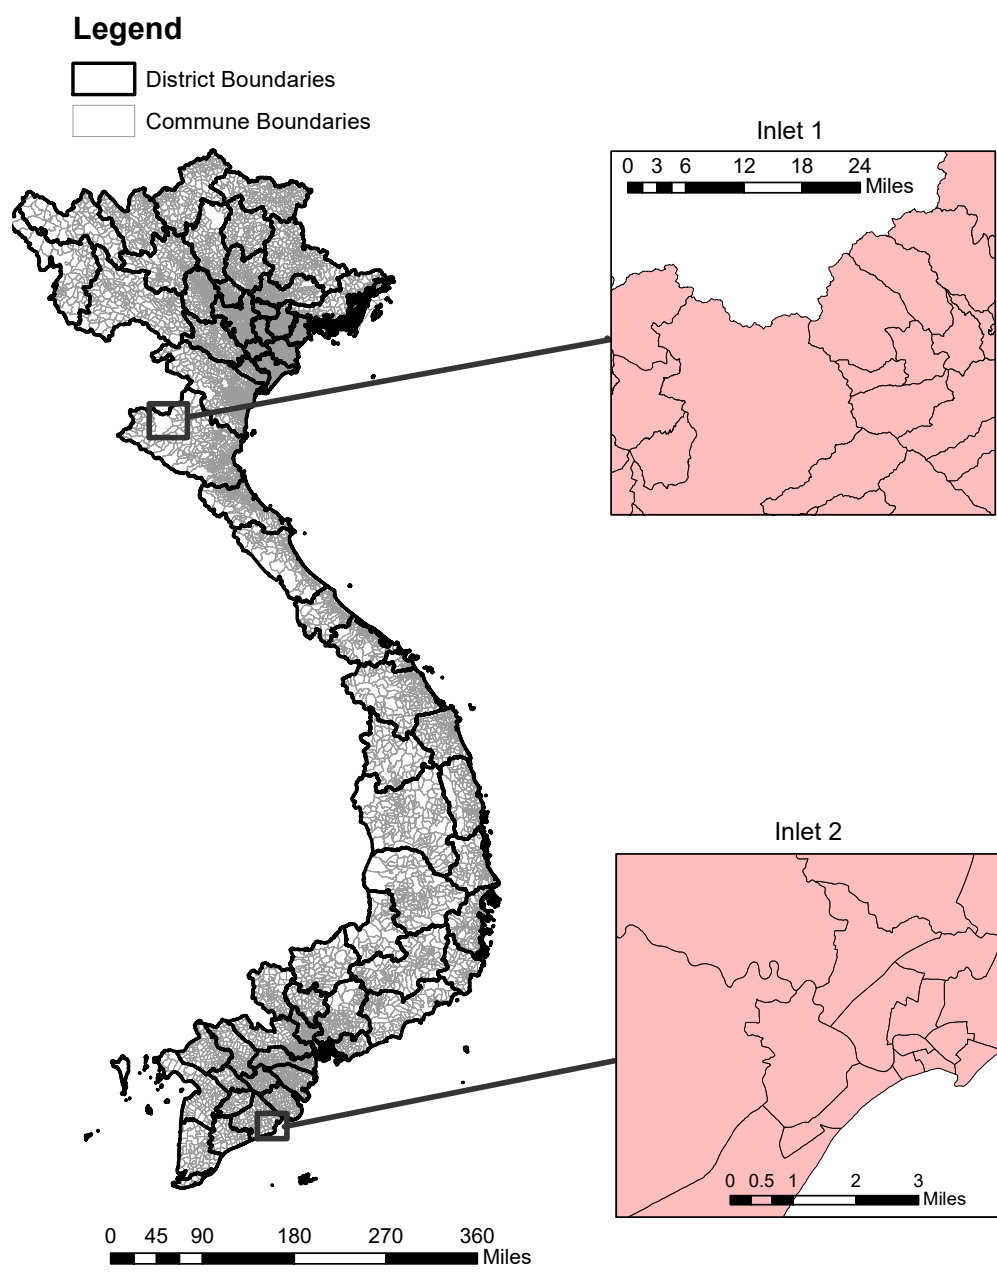 Legend
District Boundaries
Commune Boundaries
Inlet 1
0 3 6 12 18 24
Miles
Inlet 2
0 0.5 1 2 3
Miles
0 45 90 180 270 360
Miles